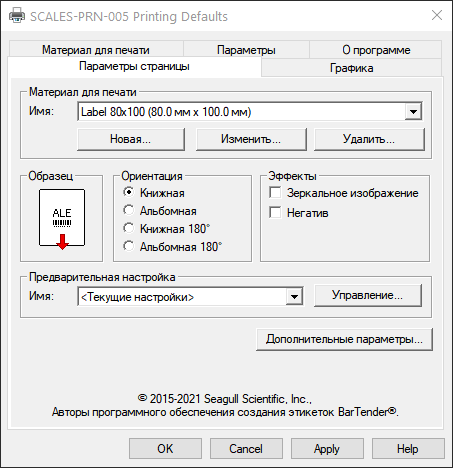 SCALES-PRN-005 Printing Defaults
Материал для печати Параметры О программе
Параметры страницы Графика
Материал для печати
Имя: Label 80x100 (80.0 мм x 100.0 мм)
Новая... Изменить... Удалить...
Образец Ориентация Эффекты
ALE
Книжная Зеркальное изображение
Альбомная Негатив
Книжная 180˚
Альбомная 180˚
Предварительная настройка
Имя: <Текущие настройки> Управление...
Дополнительные параметры...
© 2015-2021 Seagull Scientific, Inc.,
Авторы программного обеспечения создания этикеток BarTender®.
OK Cancel Apply Help